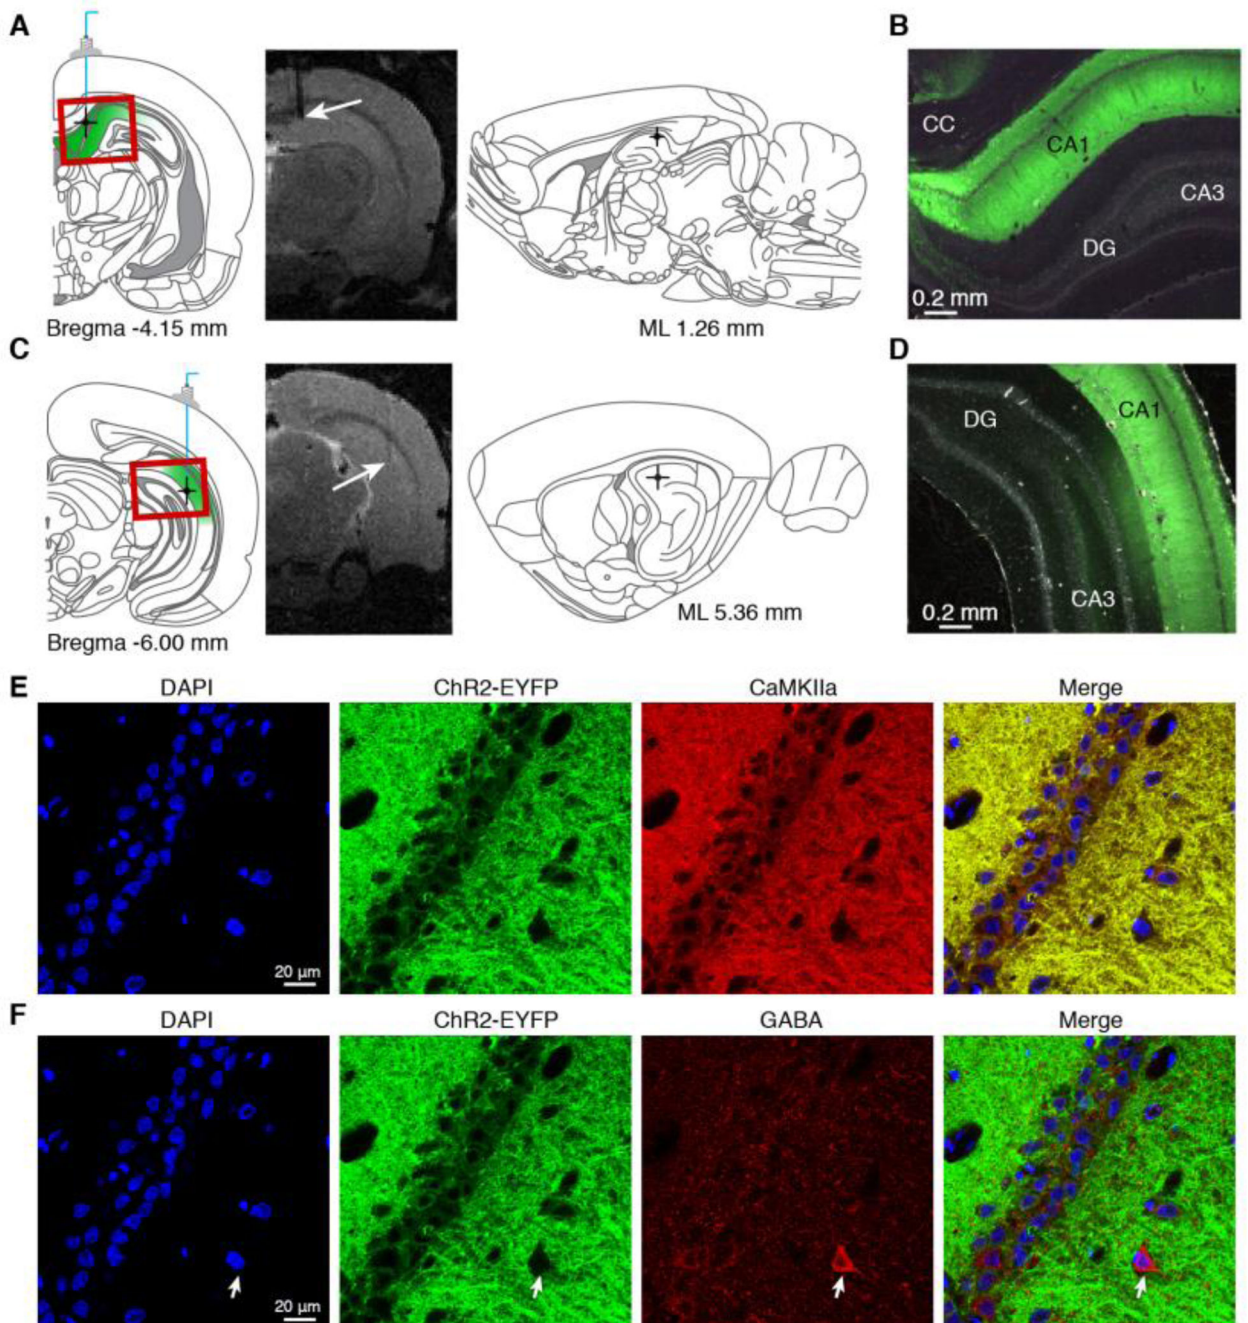 A
B
CC
CA1
CA3
DG
0.2 mm
Bregma -4.15 mm
ML 1.26 mm
C
D
DG
CA1
CA3
0.2 mm
ML 5.36 mm
Bregma -6.00 mm
E
DAPI
ChR2-EYFP
CaMKIIa
Merge
20 µm
F
DAPI
ChR2-EYFP
GABA
Merge
20 µm